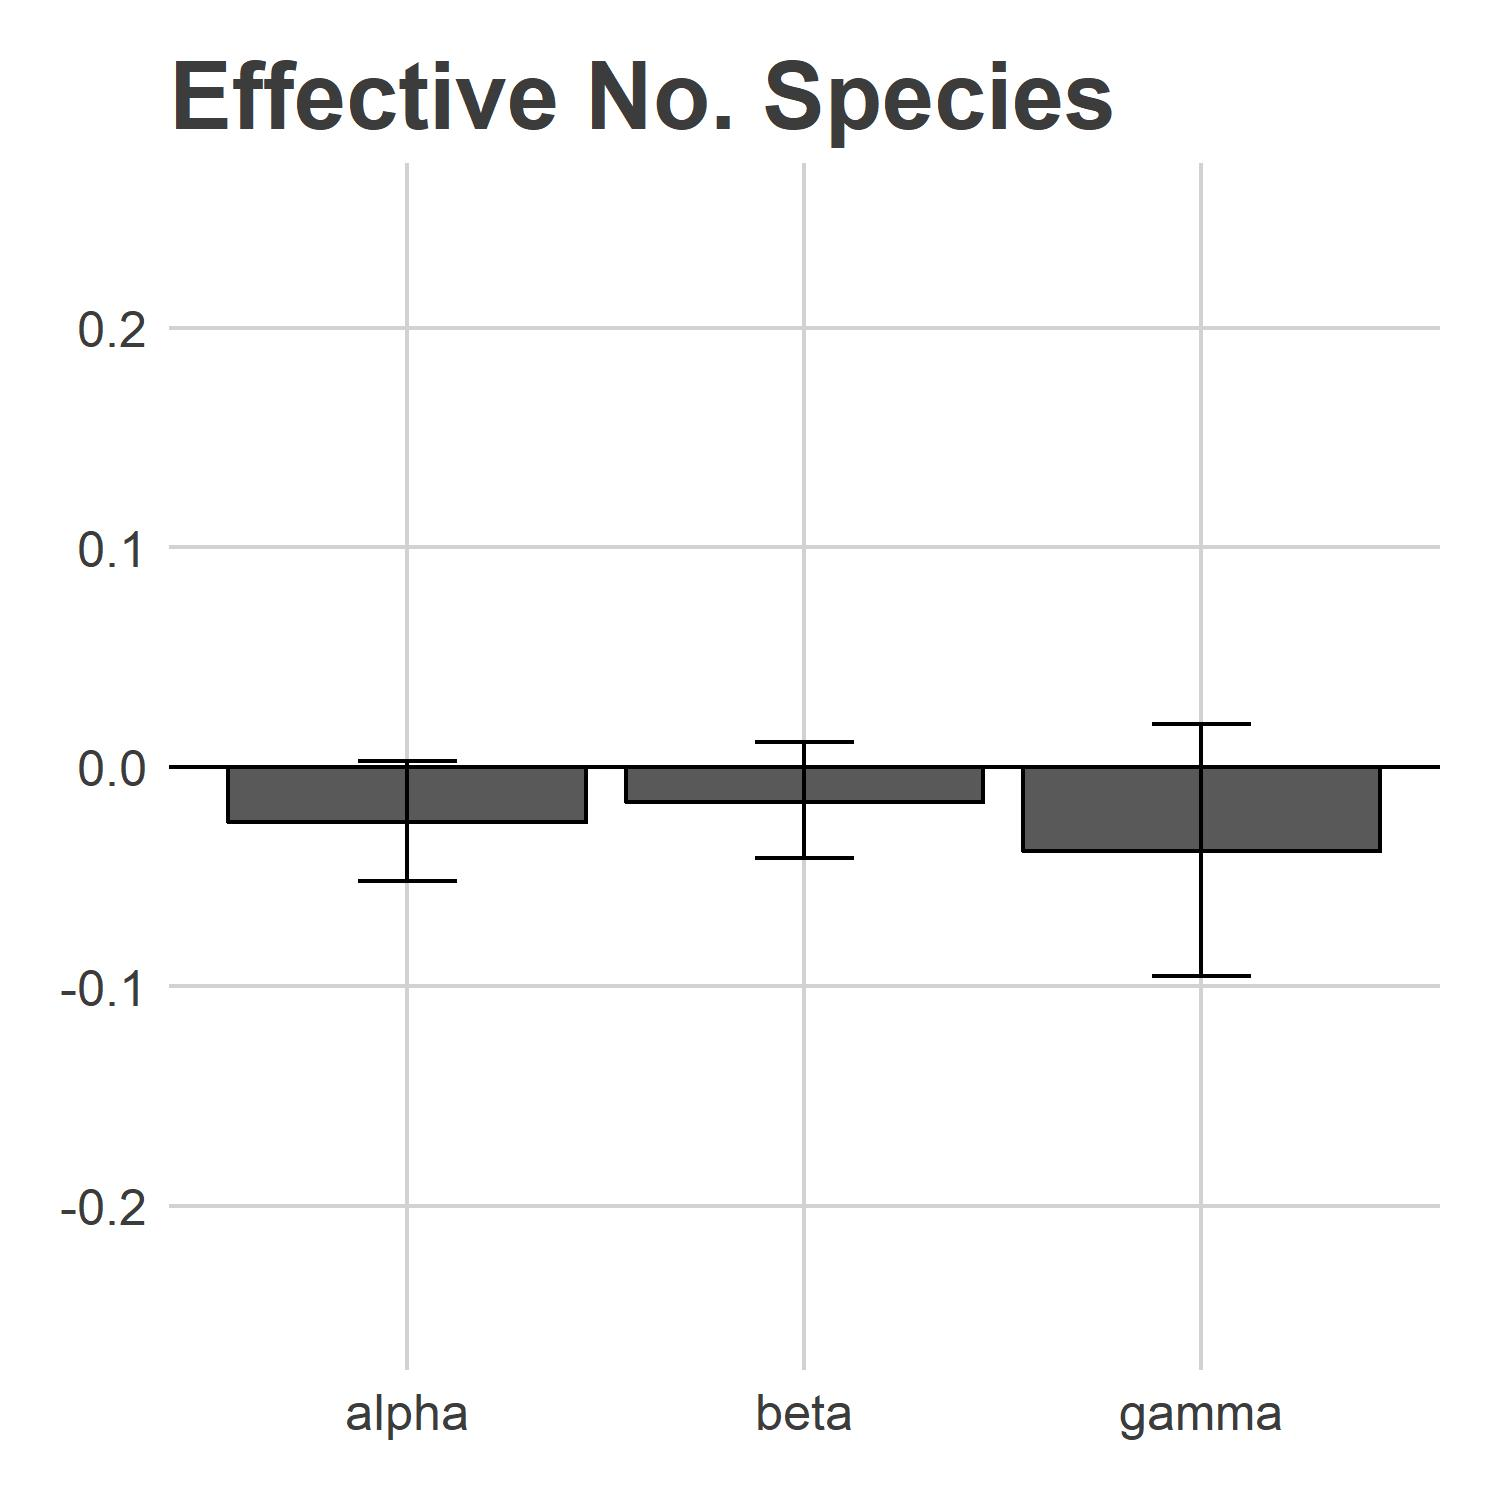 Effective No. Species
0.2
0.1
0.0
-0.1
-0.2
alpha beta gamma